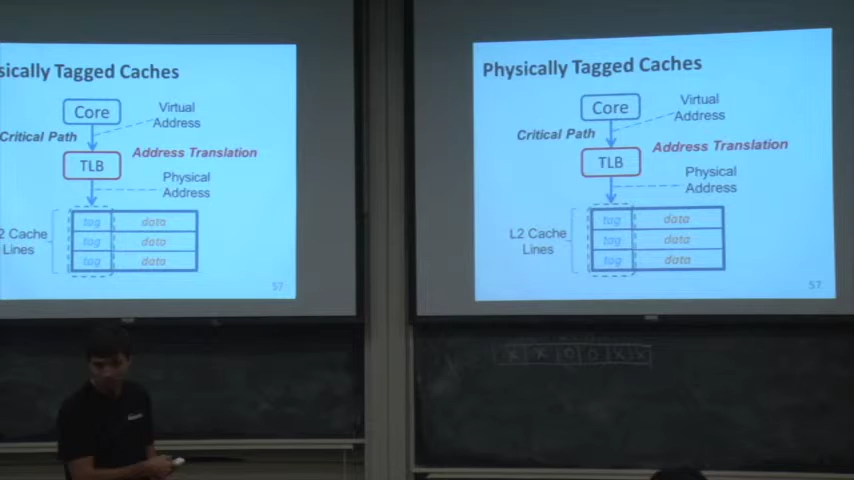 sically Tagged Caches
Core
Virtual
Address
Critical Path
TLB
Address Translation
Physical
Address
2 Cache
Lines
tag data
tag data
tag data
57
Physically Tagged Caches
Core
Virtual
Address
Critical Path
TLB
Address Translation
Physical
Address
L2 Cache
Lines
tag data
tag data
tag data
57
X X 0 0 X X